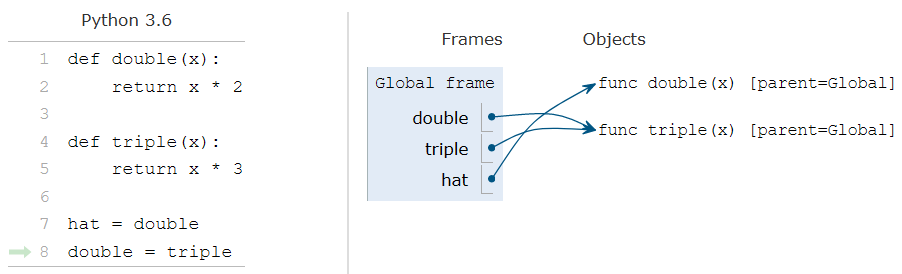 Python 3.6
1 def double(x):
2     return x * 2
3
4 def triple(x):
5     return x * 3
6
7 hat = double
8 double = triple
Frames
Objects
Global frame
double
triple
hat
func double(x) [parent=Global]
func triple(x) [parent=Global]